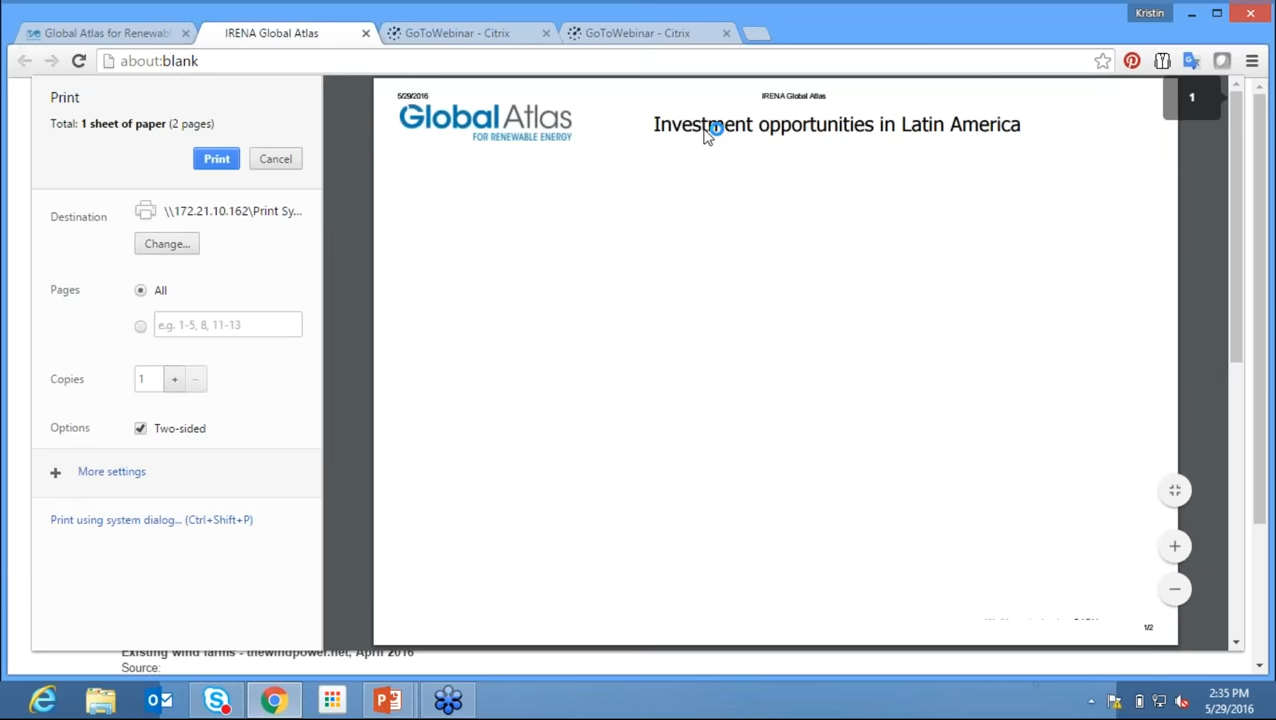 Kristin
Global Atlas for Renewabl
IRENA Global Atlas
GoToWebinar - Citrix
GoToWebinar - Citrix
about:blank
Print
Total: 1 sheet of paper (2 pages)
Print
Cancel
Destination
\\172.21.10.162\Print Sy...
Change...
Pages
All
e.g. 1-5, 8, 11-13
Copies
1
+
-
Options
Two-sided
+ More settings
Print using system dialog... (Ctrl+Shift+P)
5/29/2016
IRENA Global Atlas
1
Global Atlas
FOR RENEWABLE ENERGY
Investment opportunities in Latin America
1/2
Existing wind farms - thewindpower.net, April 2016
Source:
2:35 PM
5/29/2016